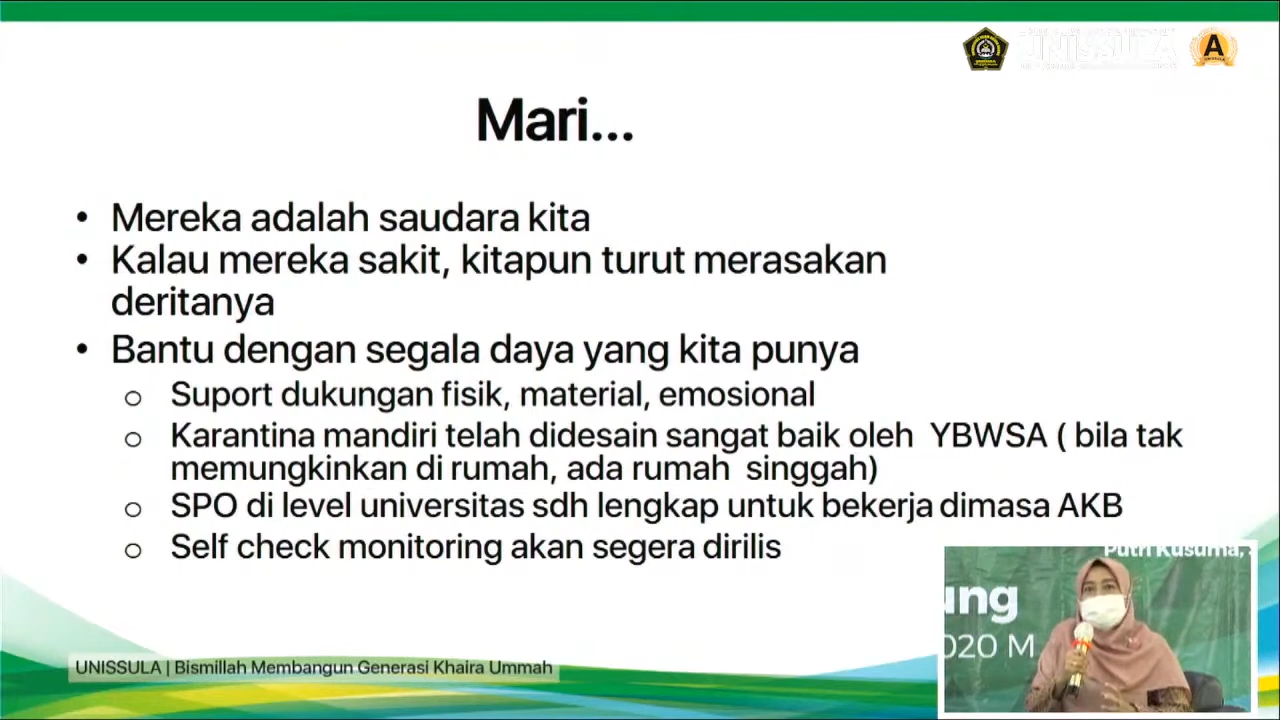 UNISSULA
A
UNISSULA
Mari...
• Mereka adalah saudara kita
• Kalau mereka sakit, kitapun turut merasakan
deritanya
• Bantu dengan segala daya yang kita punya
o Suport dukungan fisik, material, emosional
o Karantina mandiri telah didesain sangat baik oleh YBWSA ( bila tak
memungkinkan di rumah, ada rumah singgah)
o SPO di level universitas sdh lengkap untuk bekerja dimasa AKB
o Self check monitoring akan segera dirilis
Putri Kusuma,
ung
020 M
UNISSULA | Bismillah Membangun Generasi Khaira Ummah